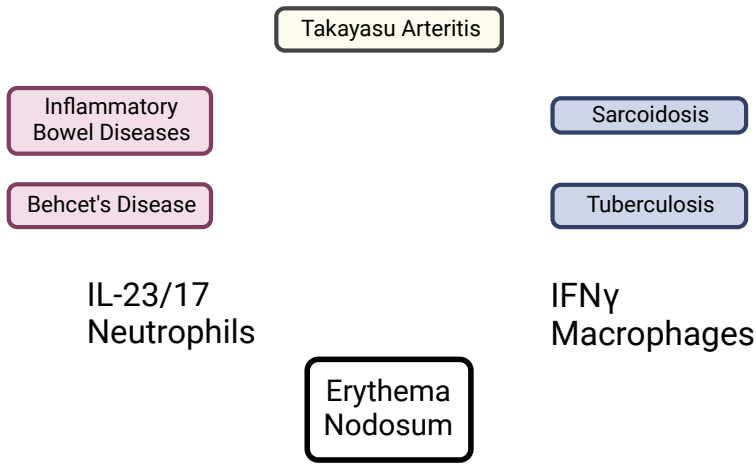 Takayasu Arteritis
Inflammatory
Bowel Diseases
Sarcoidosis
Behcet's Disease
Tuberculosis
IL-23/17
Neutrophils
IFNγ
Macrophages
Erythema
Nodosum